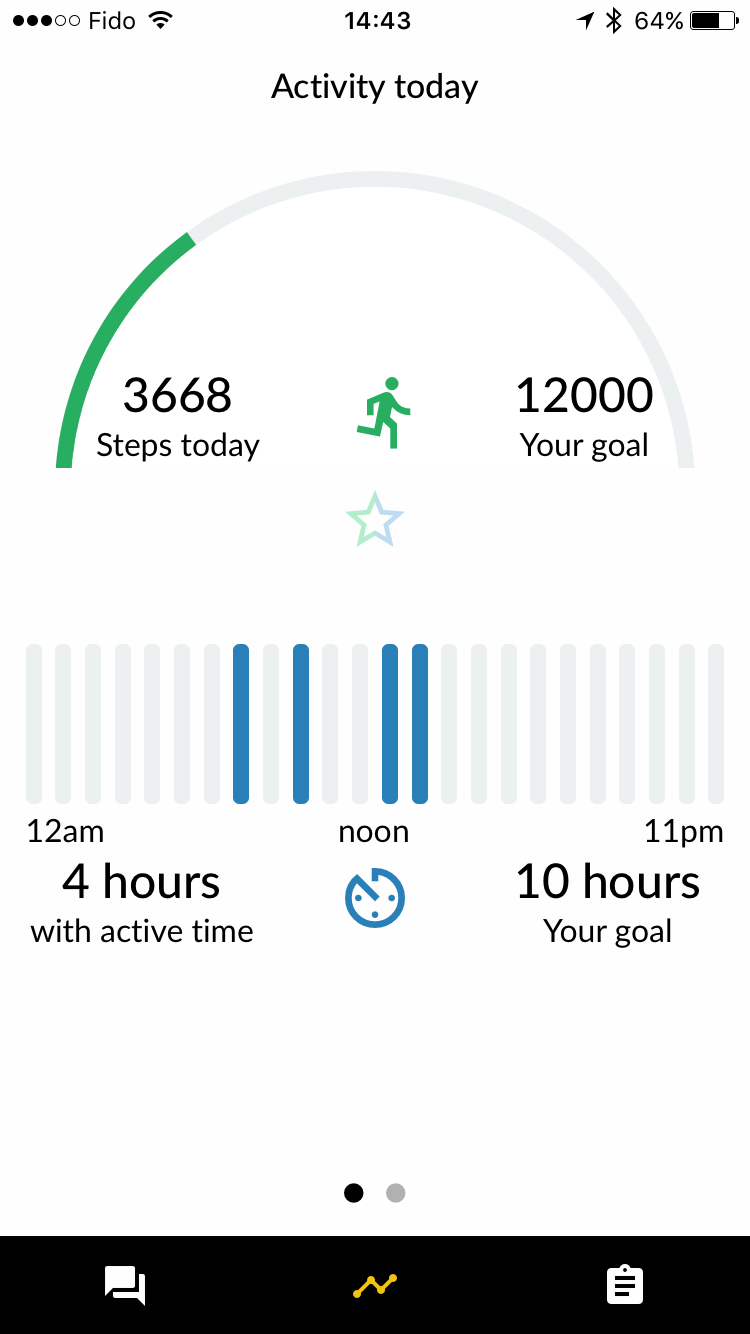 Fido 14:43 64%
Activity today
3668 12000
Steps today Your goal
12am noon 11pm
4 hours 10 hours
with active time Your goal